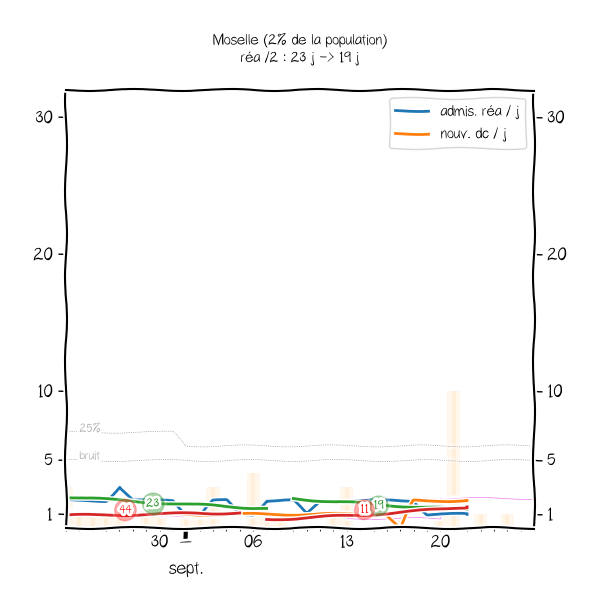 Moselle (2% de la population)
réa /2 : 23 j -> 19 j
admis. réa / j
nouv. dc / j
30 30
20 20
10 10
25%
bruit
5 5
44 23 11 19
1 1
30 06 13 20
sept.